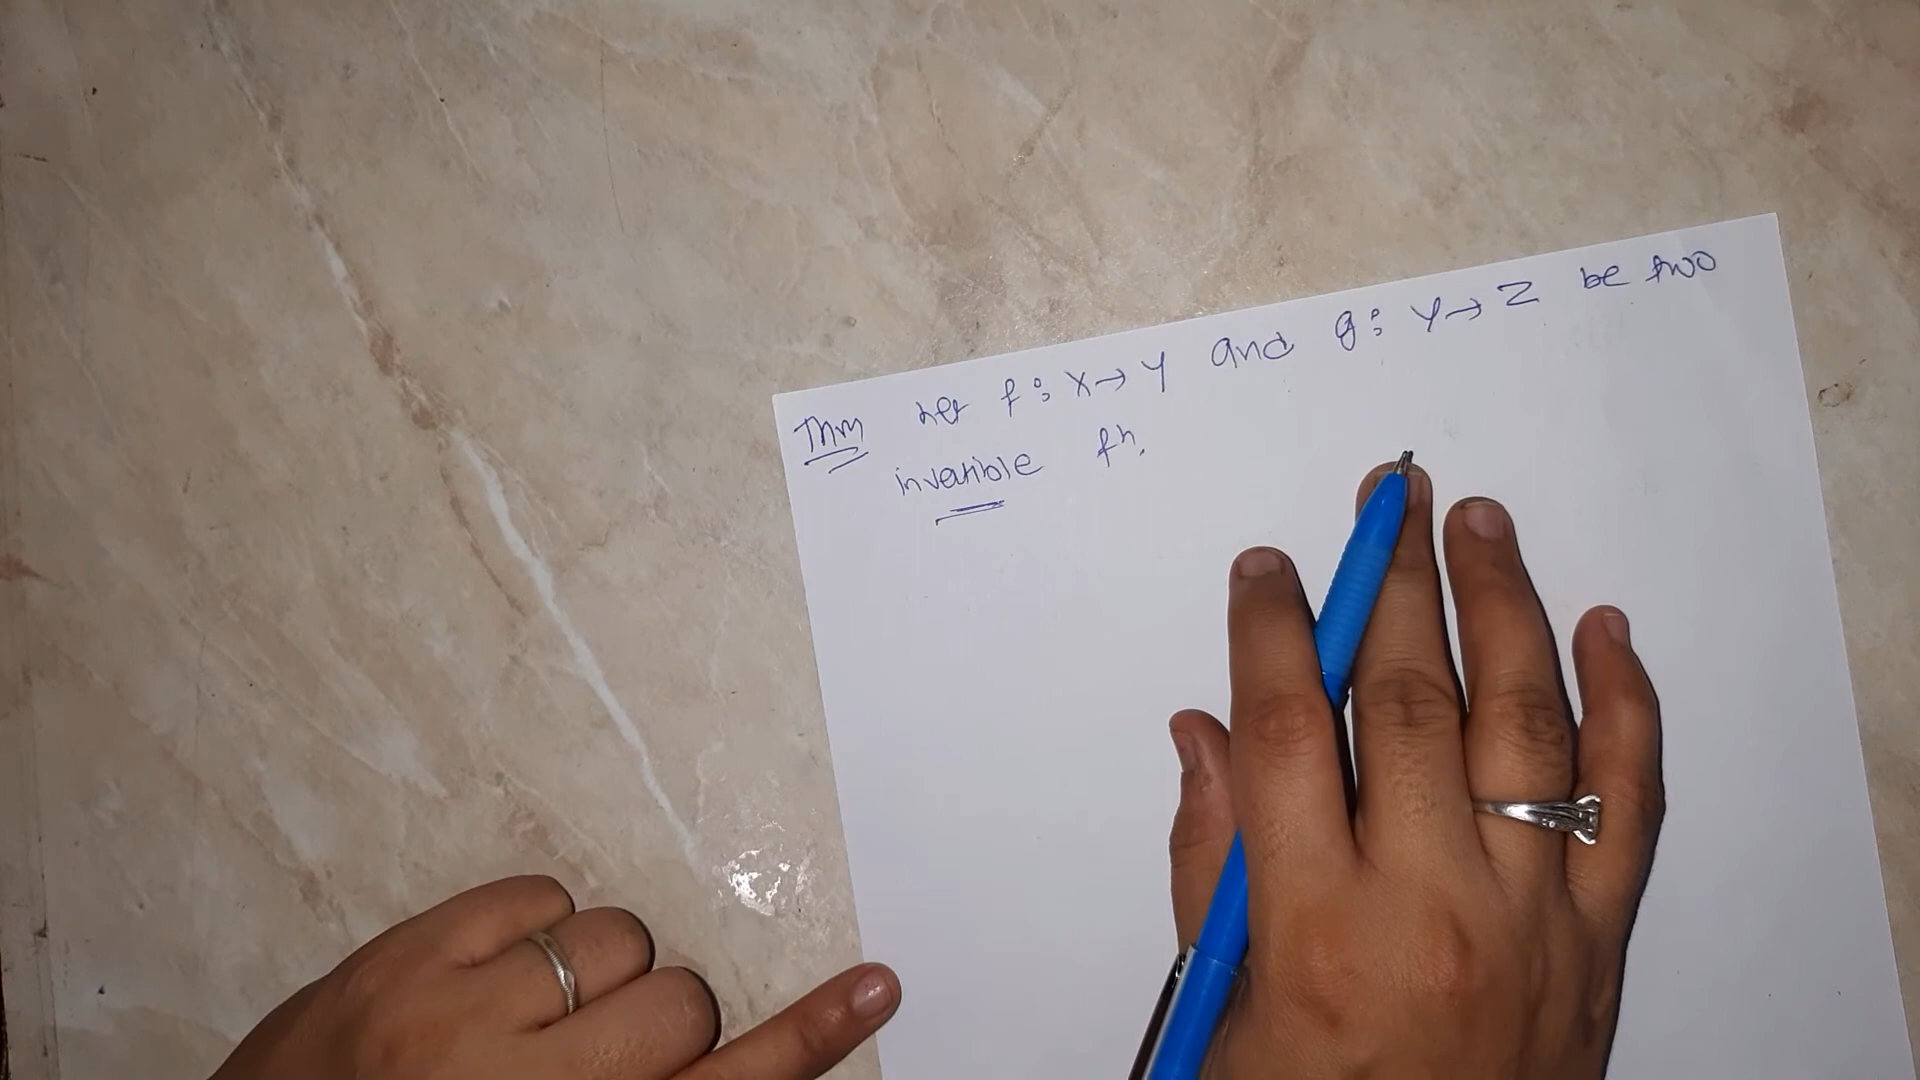 Thm Let f : X → Y and g : Y → Z be two
invertible fn.